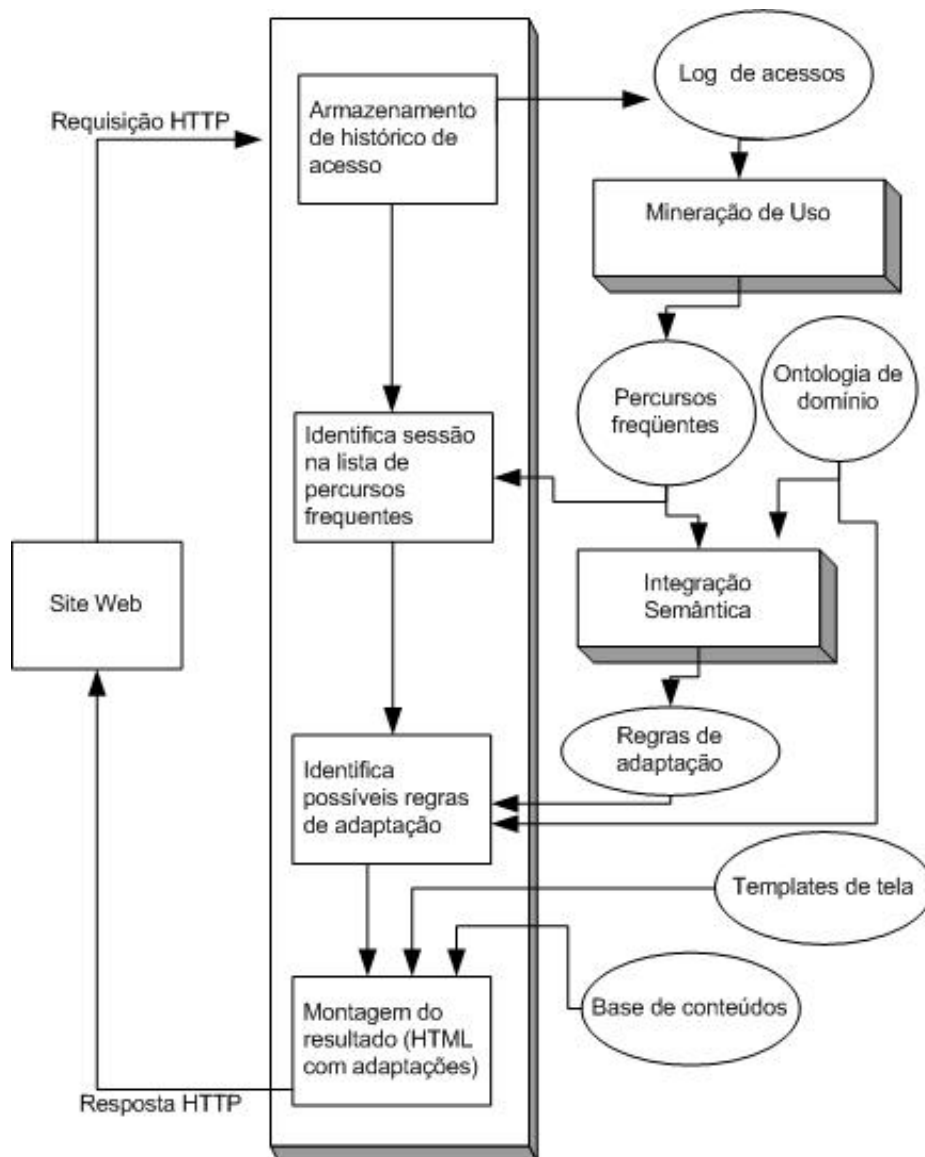 Log de acessos
Requisição HTTP
Armazenamento
de histórico de
acesso
Mineração de Uso
Ontologia de
domínio
Percursos
freqüentes
Identifica sessão
na lista de
percursos
frequentes
Integração
Semântica
Site Web
Regras de
adaptação
Identifica
possíveis regras
de adaptação
Templates de tela
Base de conteúdos
Montagem do
resultado (HTML
com adaptações)
Resposta HTTP